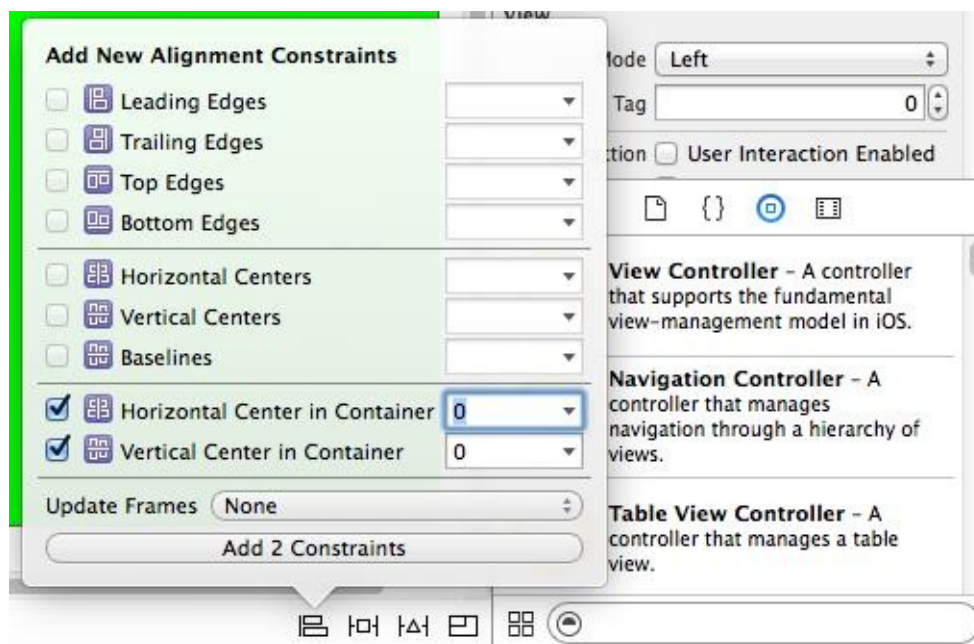 Add New Alignment Constraints
Leading Edges
Trailing Edges
Top Edges
Bottom Edges
Horizontal Centers
Vertical Centers
Baselines
Horizontal Center in Container 0
Vertical Center in Container 0
Update Frames None
Add 2 Constraints
View
Mode Left
Tag 0
User Interaction Enabled
{}
View Controller – A controller
that supports the fundamental
view-management model in iOS.
Navigation Controller – A
controller that manages
navigation through a hierarchy of
views.
Table View Controller – A
controller that manages a table
view.